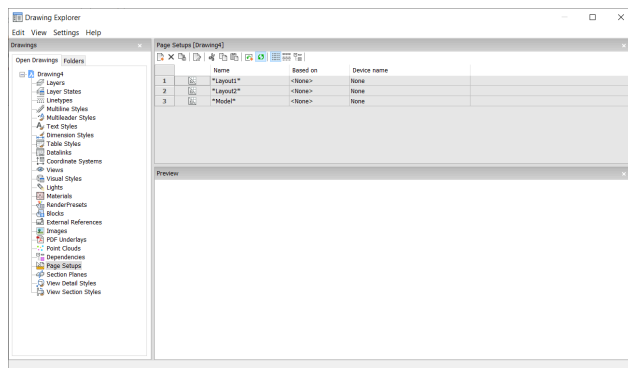 Drawing Explorer
Edit View Settings Help
Drawings
Open Drawings Folders
Drawing4
Layers
Layer States
Linetypes
Multiline Styles
Multileader Styles
Text Styles
Dimension Styles
Table Styles
Datalinks
Coordinate Systems
Views
Visual Styles
Lights
Materials
RenderPresets
Blocks
External References
Images
PDF Underlays
Point Clouds
Dependencies
Page Setups
Section Planes
View Detail Styles
View Section Styles
Page Setups [Drawing4]
Name Based on Device name
1 *Layout1* <None> None
2 *Layout2* <None> None
3 *Model* <None> None
Preview